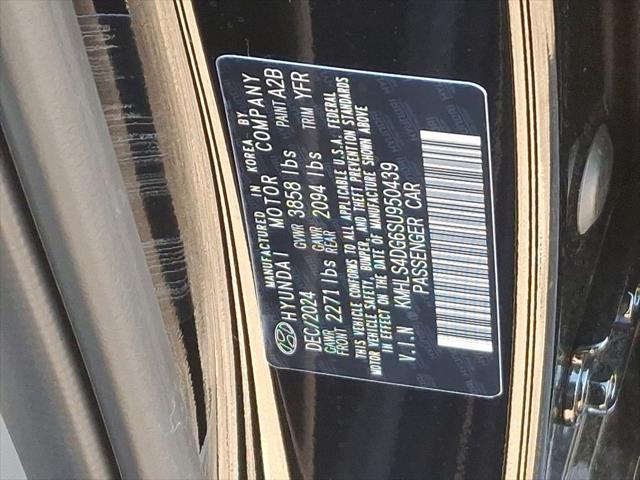 MANUFACTURED IN KOREA BY
HYUNDAI MOTOR COMPANY
DEC/2024 GVWR 3858 lbs PAINT A2B
GAWR FRONT 2271 lbs GAWR REAR 2094 lbs TRIM YFR
THIS VEHICLE CONFORMS TO ALL APPLICABLE U.S.A. FEDERAL
MOTOR VEHICLE SAFETY, BUMPER, AND THEFT PREVENTION STANDARDS
IN EFFECT ON THE DATE OF MANUFACTURE SHOWN ABOVE
V.I.N KMHLS4DG6SU950439
PASSENGER CAR